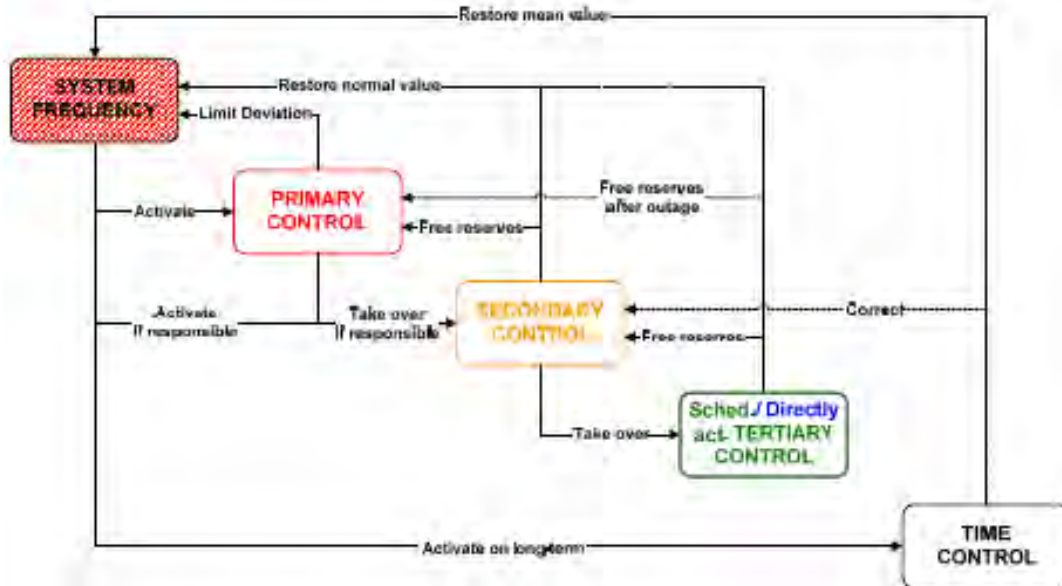 Restore mean value
SYSTEM
FREQUENCY
Restore normal value
Limit Deviation
PRIMARY
CONTROL
Free reserves
after outage
Activate
Free reserves
Activate
if responsible
Take over
if responsible
SECONDARY
CONTROL
Correct
Free reserves
Sched./ Directly
act. TERTIARY
CONTROL
Take over
TIME
CONTROL
Activate on long-term